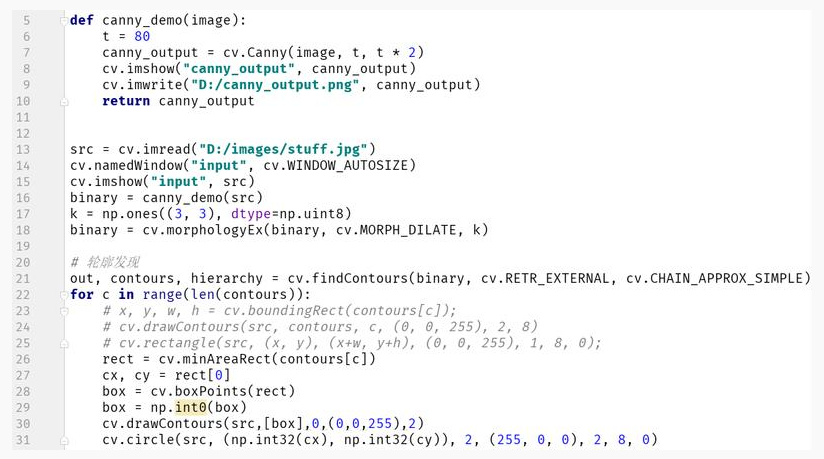 5 def canny_demo(image):
6     t = 80
7     canny_output = cv.Canny(image, t, t * 2)
8     cv.imshow("canny_output", canny_output)
9     cv.imwrite("D:/canny_output.png", canny_output)
10     return canny_output
11
12
13 src = cv.imread("D:/images/stuff.jpg")
14 cv.namedWindow("input", cv.WINDOW_AUTOSIZE)
15 cv.imshow("input", src)
16 binary = canny_demo(src)
17 k = np.ones((3, 3), dtype=np.uint8)
18 binary = cv.morphologyEx(binary, cv.MORPH_DILATE, k)
19
20 # 轮廓发现
21 out, contours, hierarchy = cv.findContours(binary, cv.RETR_EXTERNAL, cv.CHAIN_APPROX_SIMPLE)
22 for c in range(len(contours)):
23     # x, y, w, h = cv.boundingRect(contours[c]);
24     # cv.drawContours(src, contours, c, (0, 0, 255), 2, 8)
25     # cv.rectangle(src, (x, y), (x+w, y+h), (0, 0, 255), 1, 8, 0);
26     rect = cv.minAreaRect(contours[c])
27     cx, cy = rect[0]
28     box = cv.boxPoints(rect)
29     box = np.int0(box)
30     cv.drawContours(src,[box],0,(0,0,255),2)
31     cv.circle(src, (np.int32(cx), np.int32(cy)), 2, (255, 0, 0), 2, 8, 0)